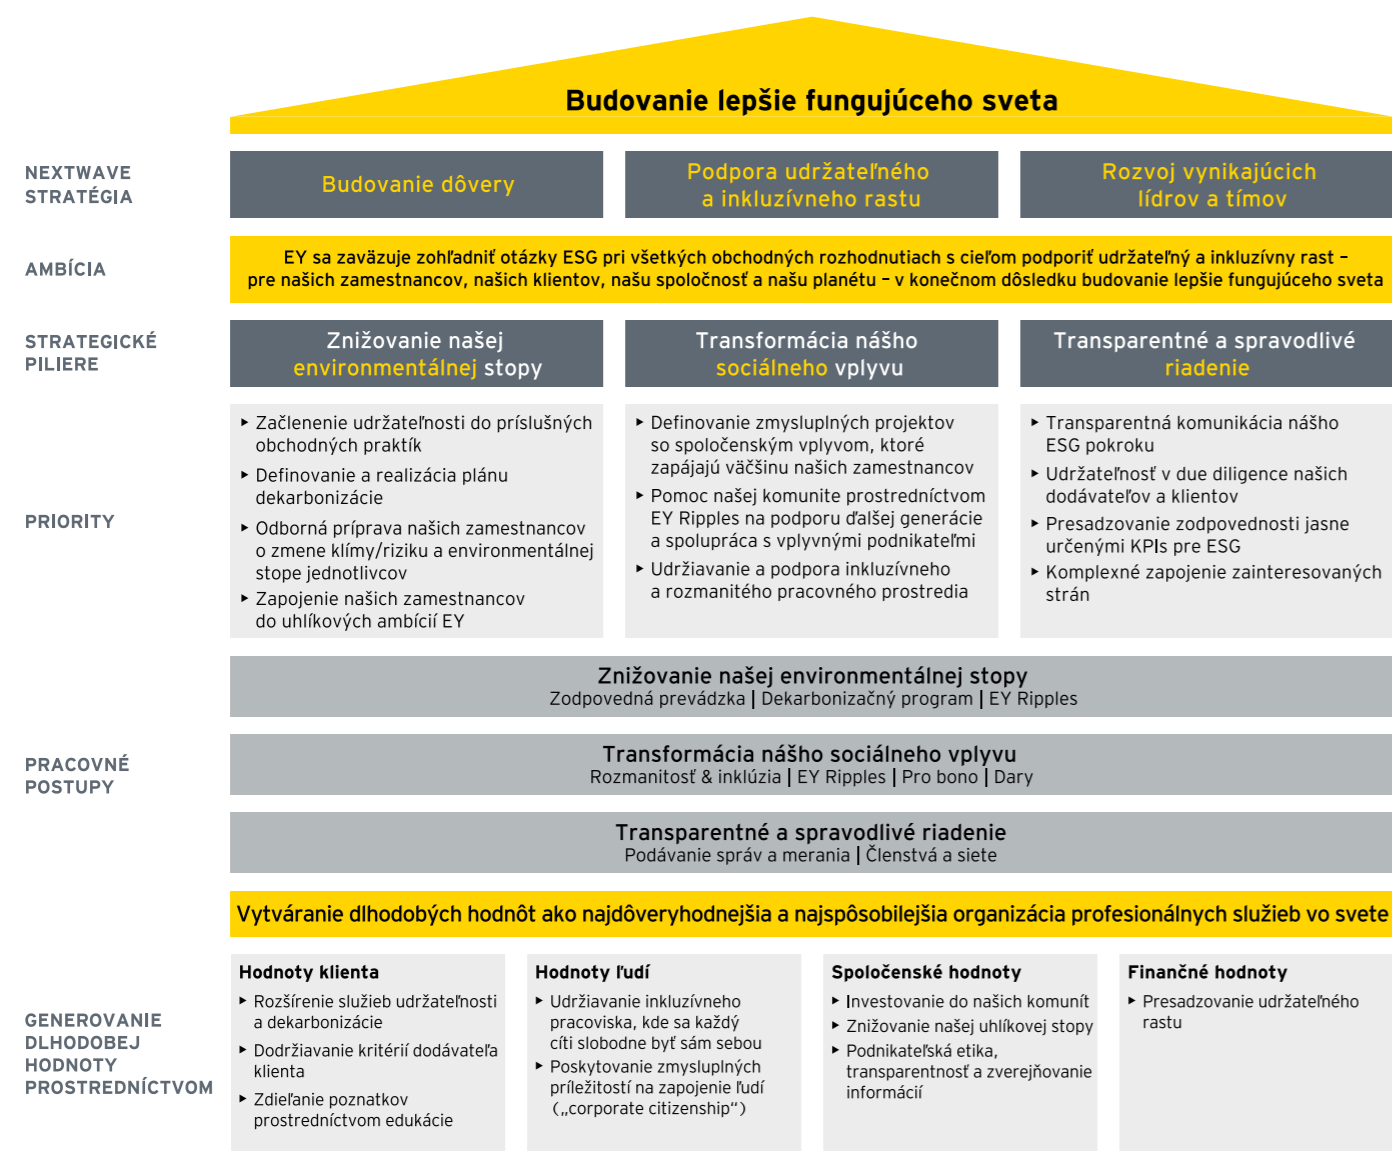 Budovanie lepšie fungujúceho sveta
NEXTWAVE
STRATÉGIA
Budovanie dôvery
Podpora udržateľného
a inkluzívneho rastu
Rozvoj vynikajúcich
lídrov a tímov
AMBÍCIA
EY sa zaväzuje zohľadniť otázky ESG pri všetkých obchodných rozhodnutiach s cieľom podporiť udržateľný a inkluzívny rast –
pre našich zamestnancov, našich klientov, našu spoločnosť a našu planétu – v konečnom dôsledku budovanie lepšie fungujúceho sveta
STRATEGICKÉ
PILIERE
Znižovanie našej
environmentálnej stopy
Transformácia nášho
sociálneho vplyvu
Transparentné a spravodlivé
riadenie
PRIORITY
▸ Začlenenie udržateľnosti do príslušných
obchodných praktík
▸ Definovanie a realizácia plánu
dekarbonizácie
▸ Odborná príprava našich zamestnancov
o zmene klímy/riziku a environmentálnej
stope jednotlivcov
▸ Zapojenie našich zamestnancov
do uhlíkových ambícií EY
▸ Definovanie zmysluplných projektov
so spoločenským vplyvom, ktoré
zapájajú väčšinu našich zamestnancov
▸ Pomoc našej komunite prostredníctvom
EY Ripples na podporu ďalšej generácie
a spolupráca s vplyvnými podnikateľmi
▸ Udržiavanie a podpora inkluzívneho
a rozmanitého pracovného prostredia
▸ Transparentná komunikácia nášho
ESG pokroku
▸ Udržateľnosť v due diligence našich
dodávateľov a klientov
▸ Presadzovanie zodpovednosti jasne
určenými KPIs pre ESG
▸ Komplexné zapojenie zainteresovaných
strán
PRACOVNÉ
POSTUPY
Znižovanie našej environmentálnej stopy
Zodpovedná prevádzka | Dekarbonizačný program | EY Ripples
Transformácia nášho sociálneho vplyvu
Rozmanitosť & inklúzia | EY Ripples | Pro bono | Dary
Transparentné a spravodlivé riadenie
Podávanie správ a merania | Členstvá a siete
Vytváranie dlhodobých hodnôt ako najdôveryhodnejšia a najspôsobilejšia organizácia profesionálnych služieb vo svete
GENEROVANIE
DLHODOBEJ
HODNOTY
PROSTREDNÍCTVOM
Hodnoty klienta
▸ Rozšírenie služieb udržateľnosti
a dekarbonizácie
▸ Dodržiavanie kritérií dodávateľa
klienta
▸ Zdieľanie poznatkov
prostredníctvom edukácie
Hodnoty ľudí
▸ Udržiavanie inkluzívneho
pracoviska, kde sa každý
cíti slobodne byť sám sebou
▸ Poskytovanie zmysluplných
príležitostí na zapojenie ľudí
(„corporate citizenship“)
Spoločenské hodnoty
▸ Investovanie do našich komunít
▸ Znižovanie našej uhlíkovej stopy
▸ Podnikateľská etika,
transparentnosť a zverejňovanie
informácií
Finančné hodnoty
▸ Presadzovanie udržateľného
rastu